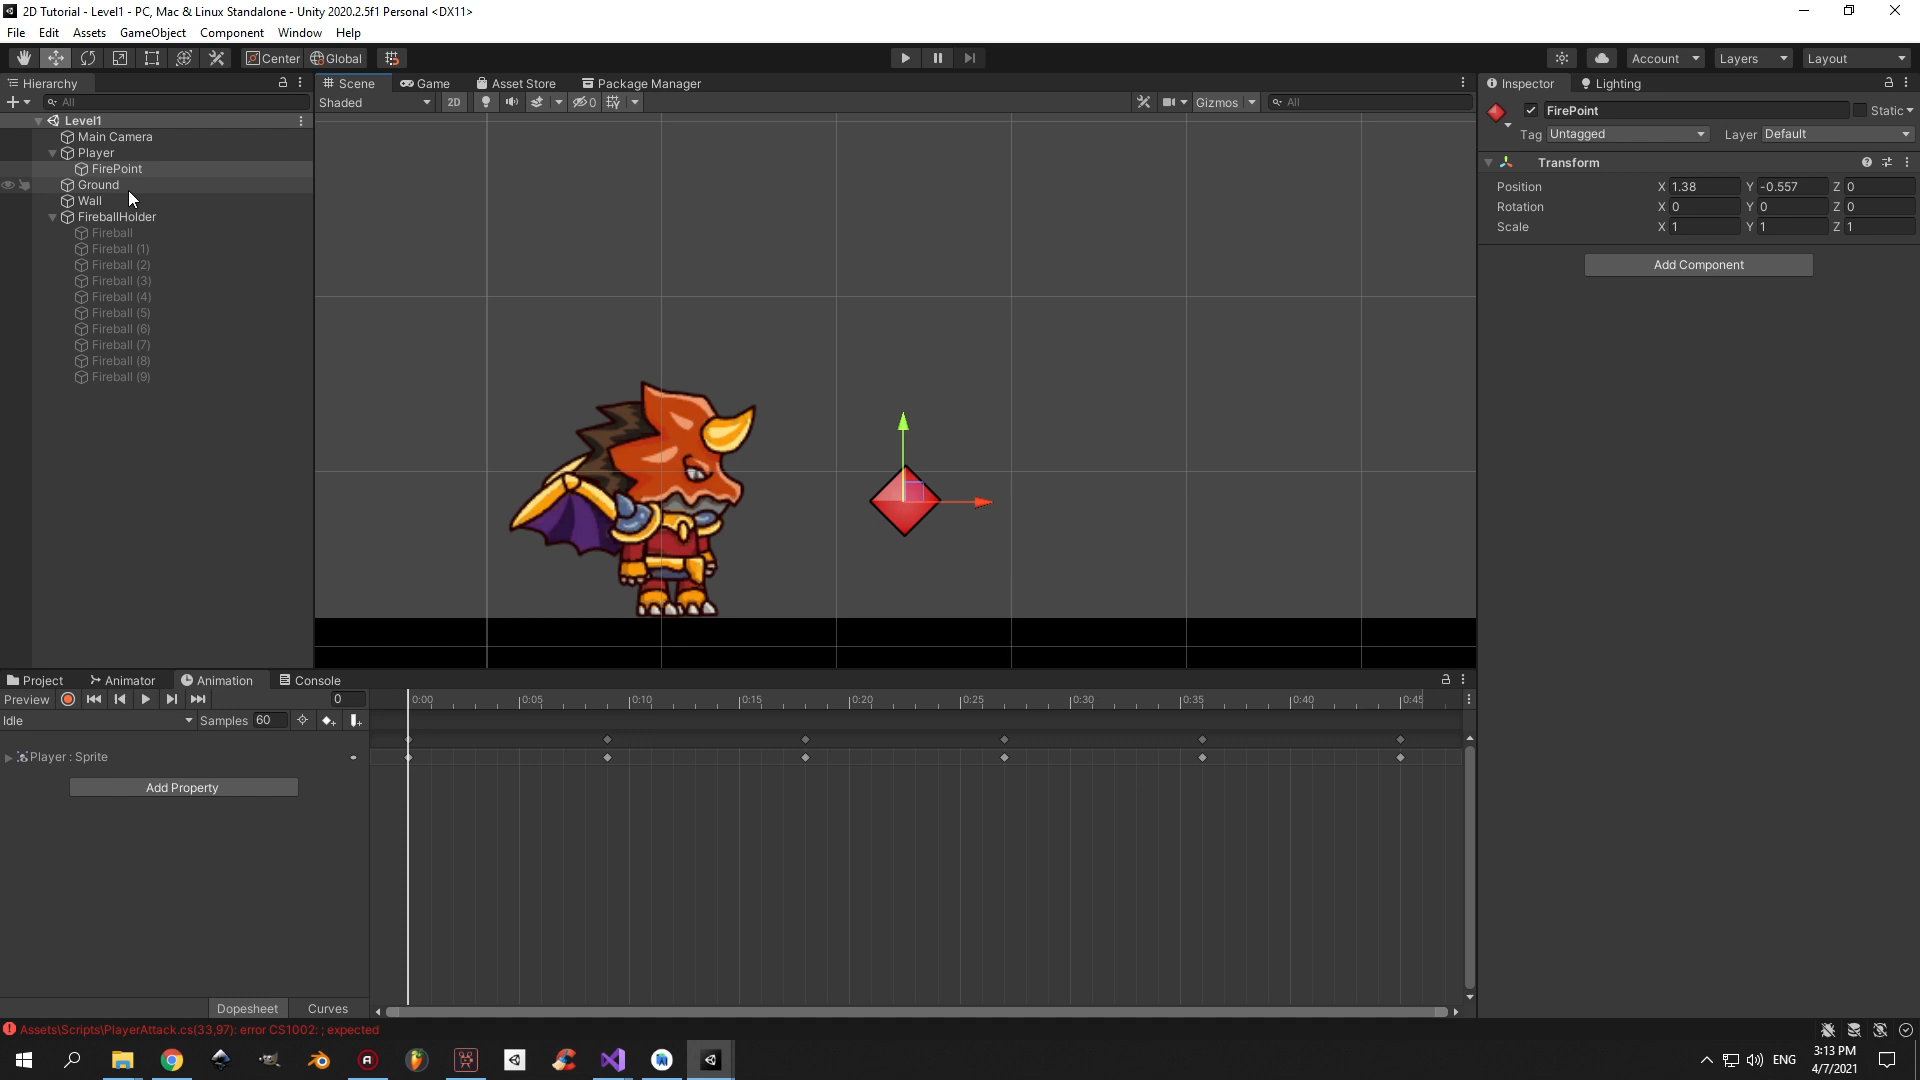 2D Tutorial - Level1 - PC, Mac & Linux Standalone - Unity 2020.2.5f1 Personal <DX11>
File Edit Assets GameObject Component Window Help
Center Global Account Layers Layout
Hierarchy Scene Game Asset Store Package Manager Inspector Lighting
All Shaded 2D 0 Gizmos All
FirePoint Static
Tag Untagged Layer Default
Transform
Position X 1.38 Y -0.557 Z 0
Rotation X 0 Y 0 Z 0
Scale X 1 Y 1 Z 1
Add Component
Level1
Main Camera
Player
FirePoint
Ground
Wall
FireballHolder
Fireball
Fireball (1)
Fireball (2)
Fireball (3)
Fireball (4)
Fireball (5)
Fireball (6)
Fireball (7)
Fireball (8)
Fireball (9)
Project Animator Animation Console
Preview 0 0:00 0:05 0:10 0:15 0:20 0:25 0:30 0:35 0:40 0:45
Idle Samples 60
Player : Sprite
Add Property
Dopesheet Curves
Assets\Scripts\PlayerAttack.cs(33,97): error CS1002: ; expected
ENG 3:13 PM
4/7/2021